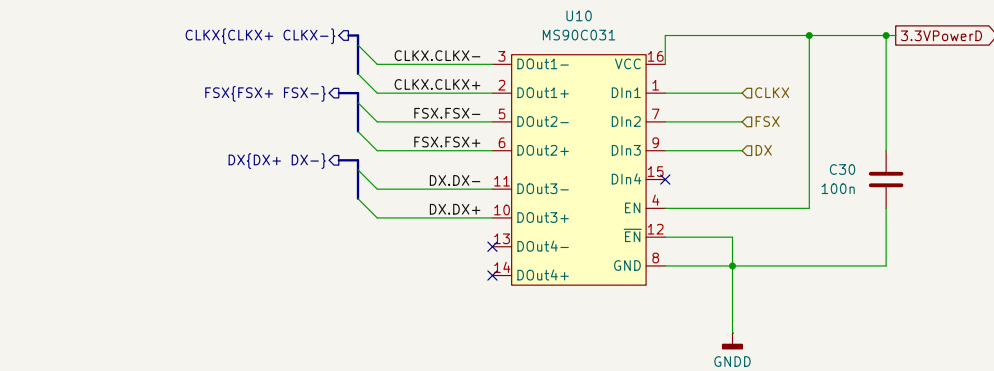 U10
MS90C031
CLKX{CLKX+ CLKX-}
3.3VPowerD
CLKX.CLKX- 3 DOut1- VCC 16
CLKX.CLKX+ 2 DOut1+ DIn1 1 CLKX
FSX{FSX+ FSX-}
FSX.FSX- 5 DOut2- DIn2 7 FSX
FSX.FSX+ 6 DOut2+ DIn3 9 DX
DX{DX+ DX-}
C30
DX.DX- 11 DOut3- DIn4 15
100n
DX.DX+ 10 DOut3+ EN 4
13 DOut4- EN 12
14 DOut4+ GND 8
GNDD